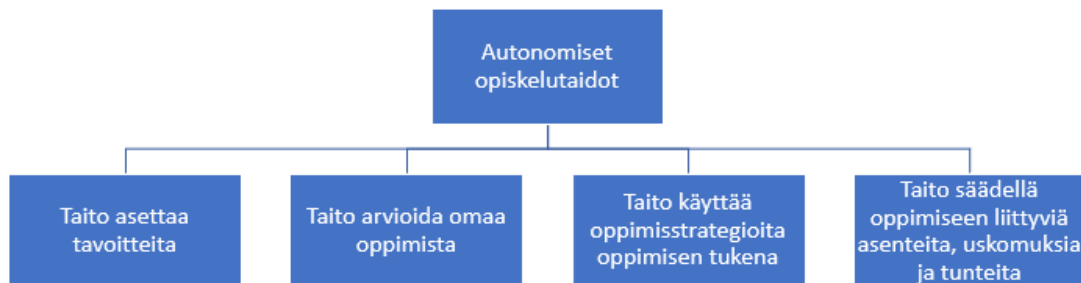 Autonomiset
opiskelutaidot
Taito asettaa
tavoitteita
Taito arvioida omaa
oppimista
Taito käyttää
oppimisstrategioita
oppimisen tukena
Taito säädellä
oppimiseen liittyviä
asenteita, uskomuksia
ja tunteita